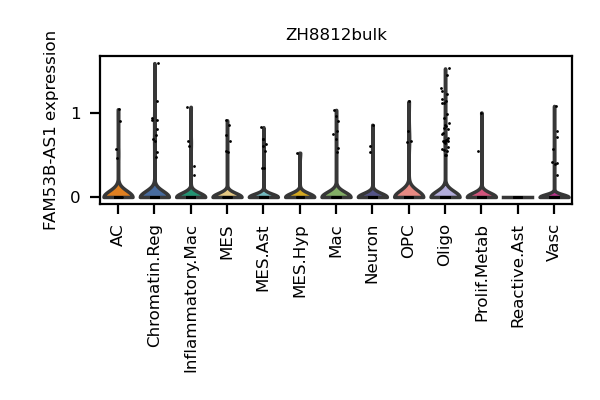 ZH8812bulk
FAM53B-AS1 expression
1
0
AC
Chromatin.Reg
Inflammatory.Mac
MES
MES.Ast
MES.Hyp
Mac
Neuron
OPC
Oligo
Prolif.Metab
Reactive.Ast
Vasc